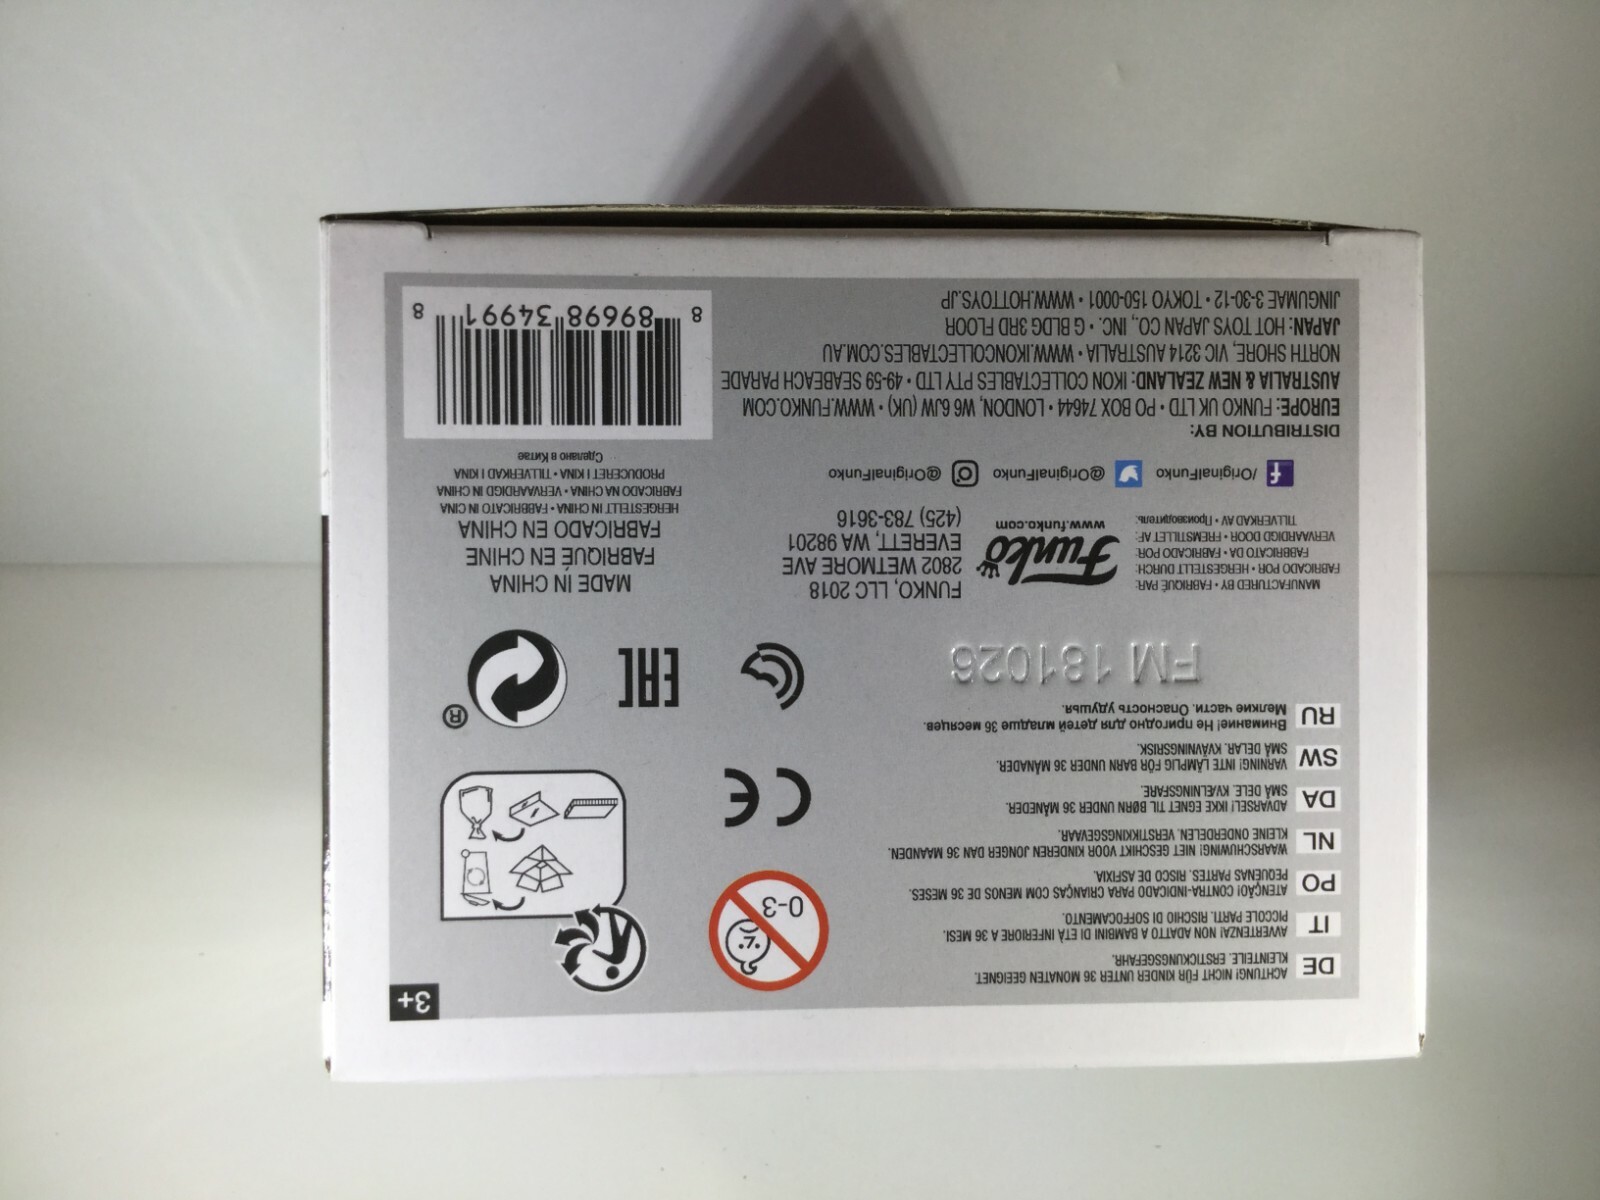 3+
DE
ACHTUNG! NICHT FÜR KINDER UNTER 36 MONATEN GEEIGNET.
KLEINTEILE. ERSTICKUNGSGEFAHR.
IT
AVVERTENZA! NON ADATTO A BAMBINI DI ETÀ INFERIORE A 36 MESI.
PICCOLE PARTI. RISCHIO DI SOFFOCAMENTO.
PO
ATENÇÃO! CONTRA-INDICADO PARA CRIANÇAS COM MENOS DE 36 MESES.
PEQUENAS PARTES. RISCO DE ASFIXIA.
NL
WAARSCHUWING! NIET GESCHIKT VOOR KINDEREN JONGER DAN 36 MAANDEN.
KLEINE ONDERDELEN. VERSTIKKINGSGEVAAR.
DA
ADVARSEL! IKKE EGNET TIL BØRN UNDER 36 MÅNEDER.
SMÅ DELE. KVÆLNINGSFARE.
SW
VARNING! INTE LÄMPLIG FÖR BARN UNDER 36 MÅNADER.
SMÅ DELAR. KVÄVNINGSRISK.
RU
Внимание! Не пригодно для детей младше 36 месяцев.
Мелкие части. Опасность удушья.
0-3
CE
EAC
®
FM 181026
MANUFACTURED BY • FABRIQUÉ PAR:
FABRICADO POR • HERGESTELLT DURCH:
FABBRICATO DA • FABRICADO POR:
VERVAARDIGD DOOR • FREMSTILLET AF:
TILLVERKAD AV • Производитель:
Funko
www.funko.com
FUNKO, LLC 2018
2802 WETMORE AVE
EVERETT, WA 98201
(425) 783-3616
MADE IN CHINA
FABRIQUÉ EN CHINE
FABRICADO EN CHINA
HERGESTELLT IN CHINA • FABBRICATO IN CINA
FABRICADO NA CHINA • VERVAARDIGD IN CHINA
PRODUCERET I KINA • TILLVERKAD I KINA
Сделано в Китае
f /OriginalFunko @OriginalFunko @OriginalFunko
DISTRIBUTION BY:
EUROPE: FUNKO UK LTD • PO BOX 74644 • LONDON, W6 6JW (UK) • WWW.FUNKO.COM
AUSTRALIA & NEW ZEALAND: IKON COLLECTABLES PTY LTD • 49-59 SEABEACH PARADE
NORTH SHORE, VIC 3214 AUSTRALIA • WWW.IKONCOLLECTABLES.COM.AU
JAPAN: HOT TOYS JAPAN CO., INC. • G BLDG 3RD FLOOR
JINGUMAE 3-30-12 • TOKYO 150-0001 • WWW.HOTTOYS.JP
8 89698 34991 8